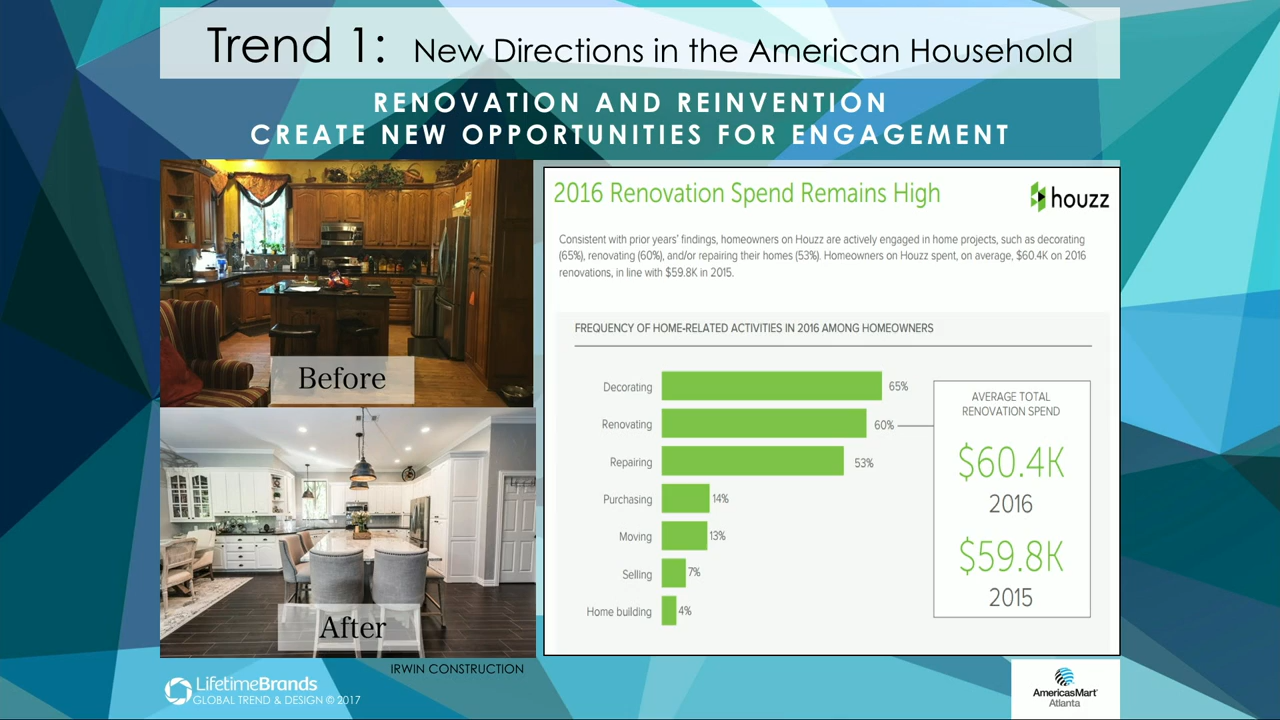 Trend 1: New Directions in the American Household
RENOVATION AND REINVENTION
CREATE NEW OPPORTUNITIES FOR ENGAGEMENT
Before
After
IRWIN CONSTRUCTION
2016 Renovation Spend Remains High
houzz
Consistent with prior years' findings, homeowners on Houzz are actively engaged in home projects, such as decorating
(65%), renovating (60%), and/or repairing their homes (53%). Homeowners on Houzz spent, on average, $60.4K on 2016
renovations, in line with $59.8K in 2015.
FREQUENCY OF HOME-RELATED ACTIVITIES IN 2016 AMONG HOMEOWNERS
Decorating 65%
Renovating 60%
Repairing 53%
Purchasing 14%
Moving 13%
Selling 7%
Home building 4%
AVERAGE TOTAL
RENOVATION SPEND
$60.4K
2016
$59.8K
2015
LifetimeBrands
GLOBAL TREND & DESIGN © 2017
AmericasMart
Atlanta